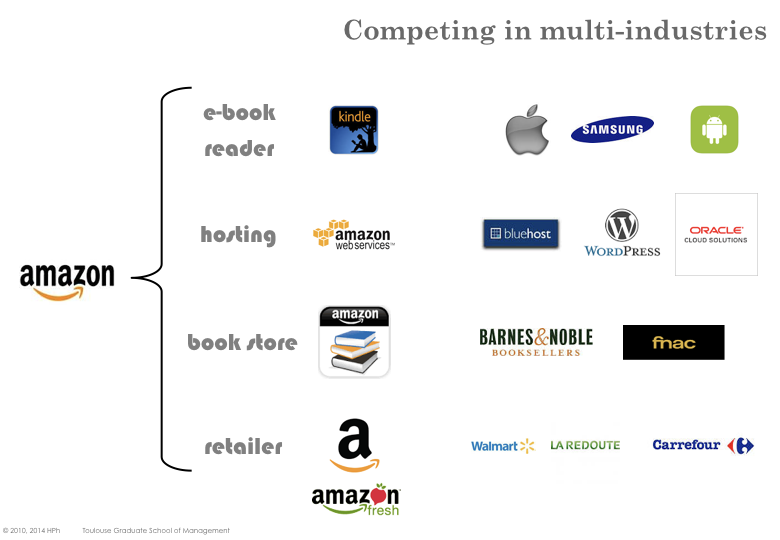 Competing in multi-industries
e-book
reader
kindle
SAMSUNG
hosting
amazon
web services™
bluehost
WORDPRESS
ORACLE®
CLOUD SOLUTIONS
amazon
book store
amazon
BARNES&NOBLE
BOOKSELLERS
fnac
retailer
a
Walmart
LA REDOUTE
Carrefour
amazon
fresh
© 2010, 2014 HPh Toulouse Graduate School of Management